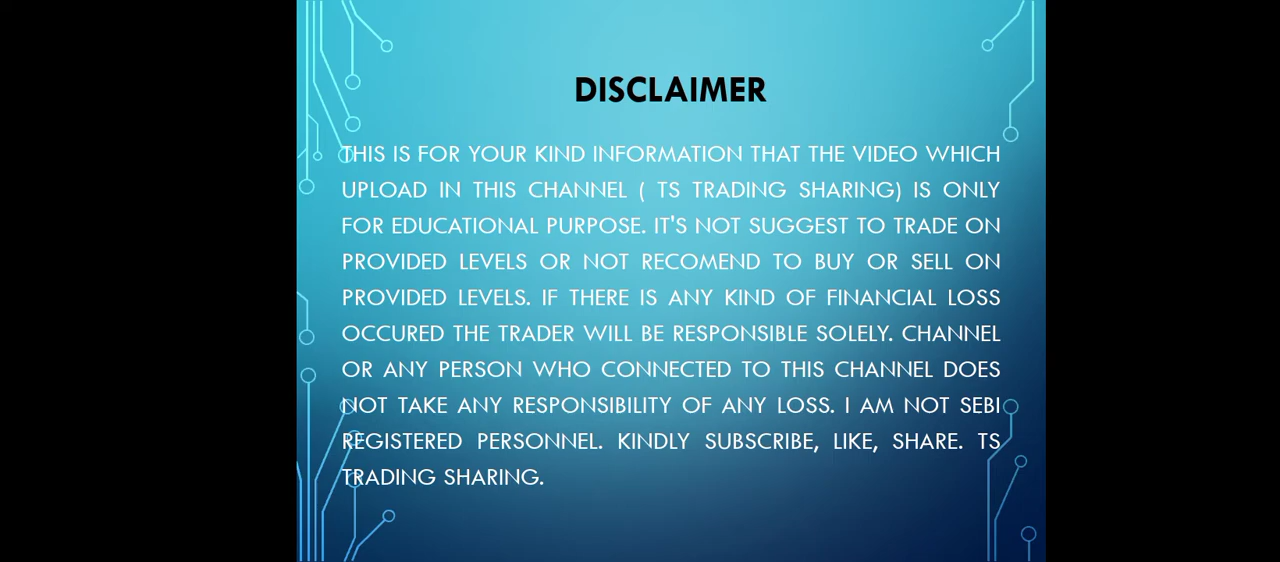 DISCLAIMER
THIS IS FOR YOUR KIND INFORMATION THAT THE VIDEO WHICH
UPLOAD IN THIS CHANNEL ( TS TRADING SHARING) IS ONLY
FOR EDUCATIONAL PURPOSE. IT'S NOT SUGGEST TO TRADE ON
PROVIDED LEVELS OR NOT RECOMEND TO BUY OR SELL ON
PROVIDED LEVELS. IF THERE IS ANY KIND OF FINANCIAL LOSS
OCCURED THE TRADER WILL BE RESPONSIBLE SOLELY. CHANNEL
OR ANY PERSON WHO CONNECTED TO THIS CHANNEL DOES
NOT TAKE ANY RESPONSIBILITY OF ANY LOSS. I AM NOT SEBI
REGISTERED PERSONNEL. KINDLY SUBSCRIBE, LIKE, SHARE. TS
TRADING SHARING.